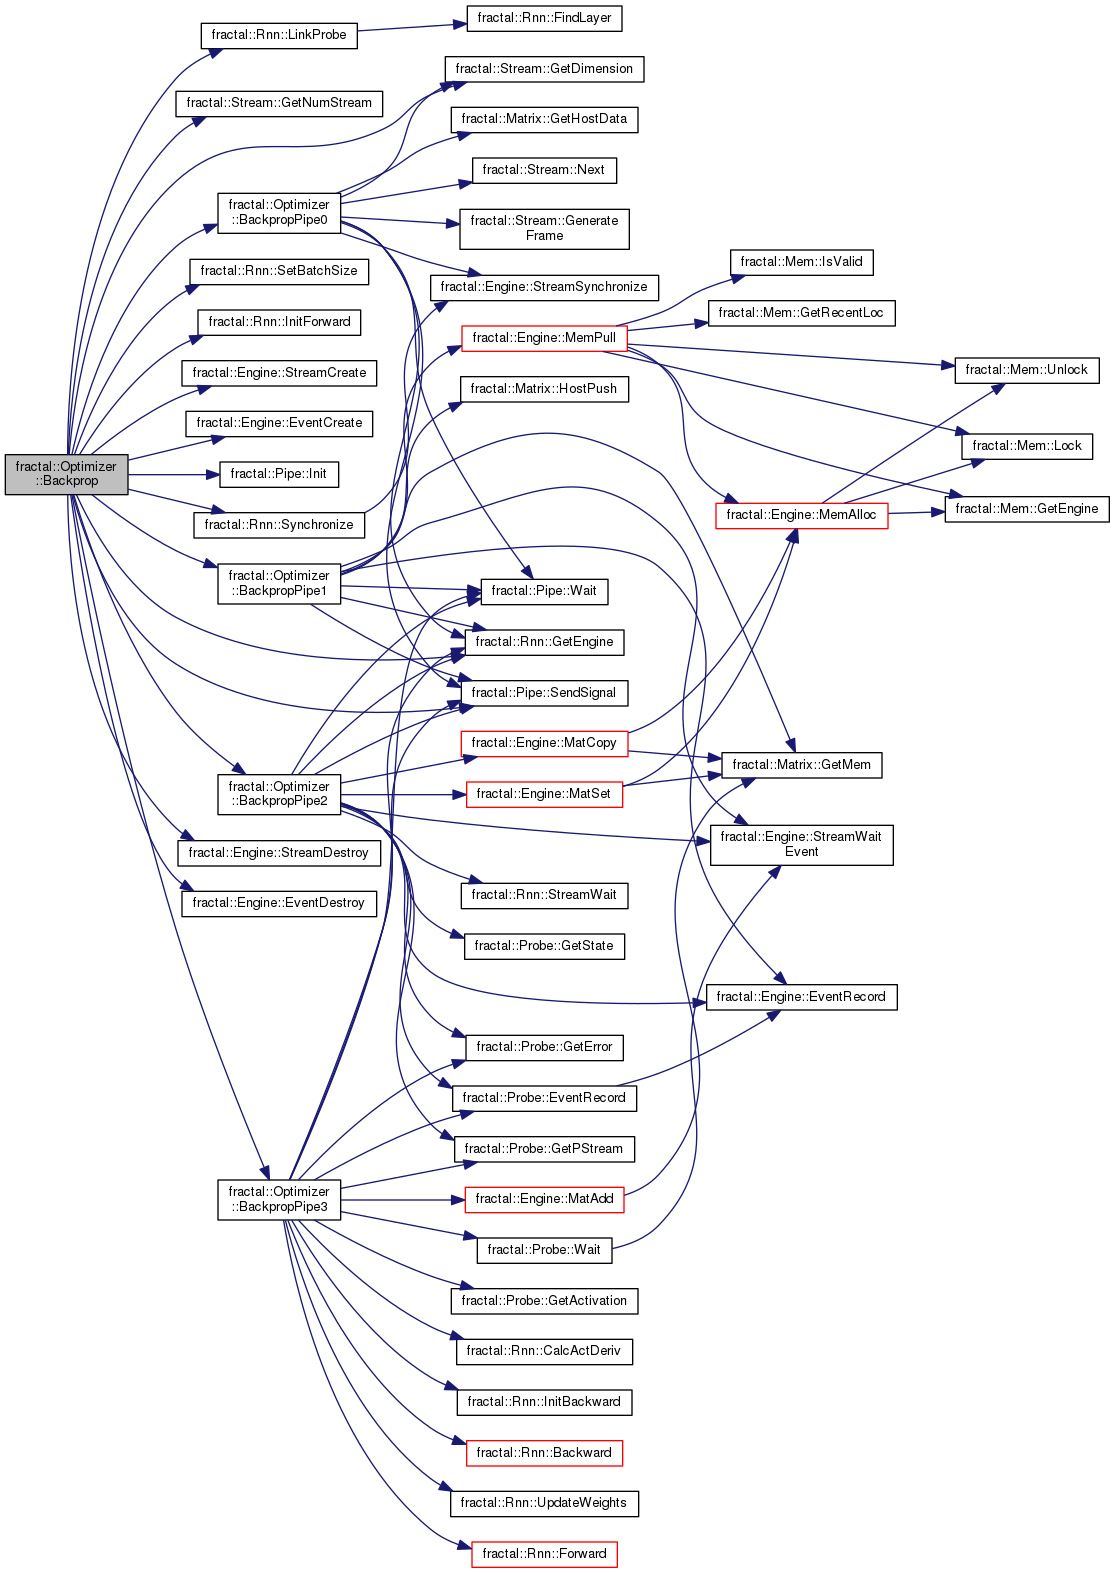 fractal::Rnn::FindLayer
fractal::Rnn::LinkProbe
fractal::Stream::GetDimension
fractal::Stream::GetNumStream
fractal::Matrix::GetHostData
fractal::Stream::Next
fractal::Optimizer
::BackpropPipe0
fractal::Stream::Generate
Frame
fractal::Mem::IsValid
fractal::Rnn::SetBatchSize
fractal::Engine::StreamSynchronize
fractal::Mem::GetRecentLoc
fractal::Rnn::InitForward
fractal::Engine::MemPull
fractal::Mem::Unlock
fractal::Engine::StreamCreate
fractal::Matrix::HostPush
fractal::Engine::EventCreate
fractal::Mem::Lock
fractal::Optimizer
::Backprop
fractal::Pipe::Init
fractal::Mem::GetEngine
fractal::Engine::MemAlloc
fractal::Rnn::Synchronize
fractal::Optimizer
::BackpropPipe1
fractal::Pipe::Wait
fractal::Rnn::GetEngine
fractal::Pipe::SendSignal
fractal::Engine::MatCopy
fractal::Matrix::GetMem
fractal::Optimizer
::BackpropPipe2
fractal::Engine::MatSet
fractal::Engine::StreamWait
Event
fractal::Engine::StreamDestroy
fractal::Rnn::StreamWait
fractal::Engine::EventDestroy
fractal::Probe::GetState
fractal::Engine::EventRecord
fractal::Probe::GetError
fractal::Probe::EventRecord
fractal::Probe::GetPStream
fractal::Optimizer
::BackpropPipe3
fractal::Engine::MatAdd
fractal::Probe::Wait
fractal::Probe::GetActivation
fractal::Rnn::CalcActDeriv
fractal::Rnn::InitBackward
fractal::Rnn::Backward
fractal::Rnn::UpdateWeights
fractal::Rnn::Forward